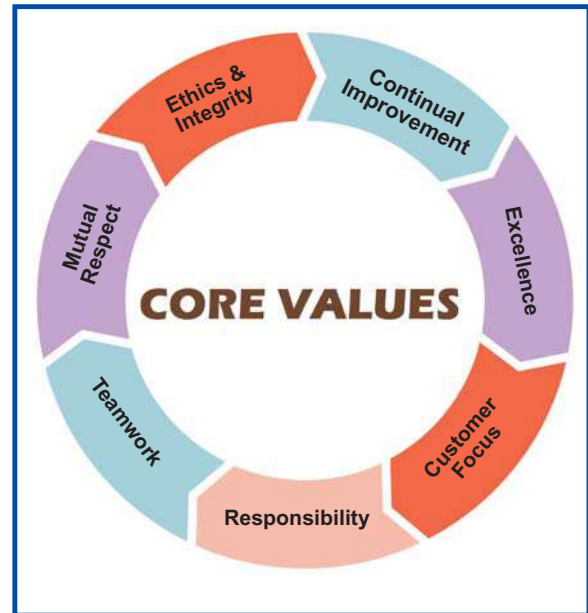 Ethics &
Integrity
Continual
Improvement
Excellence
Customer
Focus
Responsibility
Teamwork
Mutual
Respect
CORE VALUES